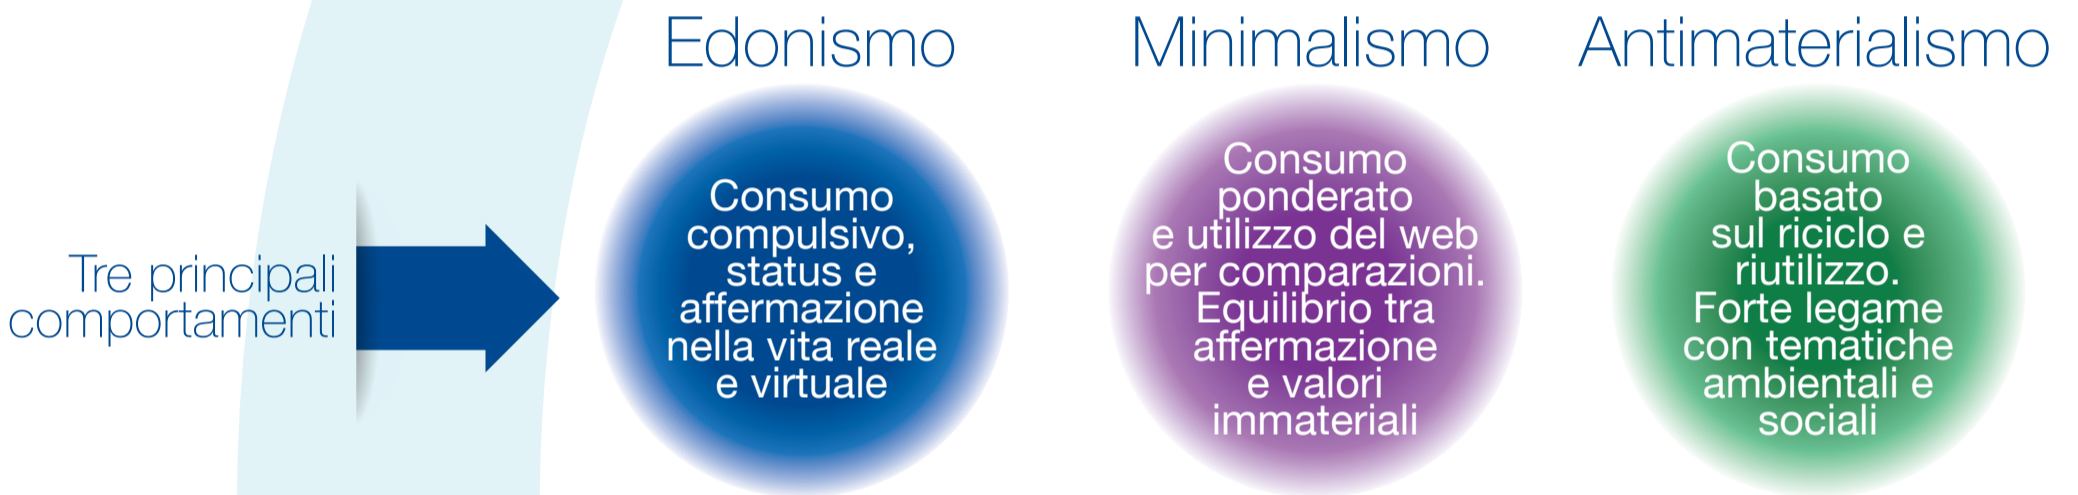 Tre principali
comportamenti
Edonismo
Consumo
compulsivo,
status e
affermazione
nella vita reale
e virtuale
Minimalismo
Consumo
ponderato
e utilizzo del web
per comparazioni.
Equilibrio tra
affermazione
e valori
immateriali
Antimaterialismo
Consumo
basato
sul riciclo e
riutilizzo.
Forte legame
con tematiche
ambientali e
sociali